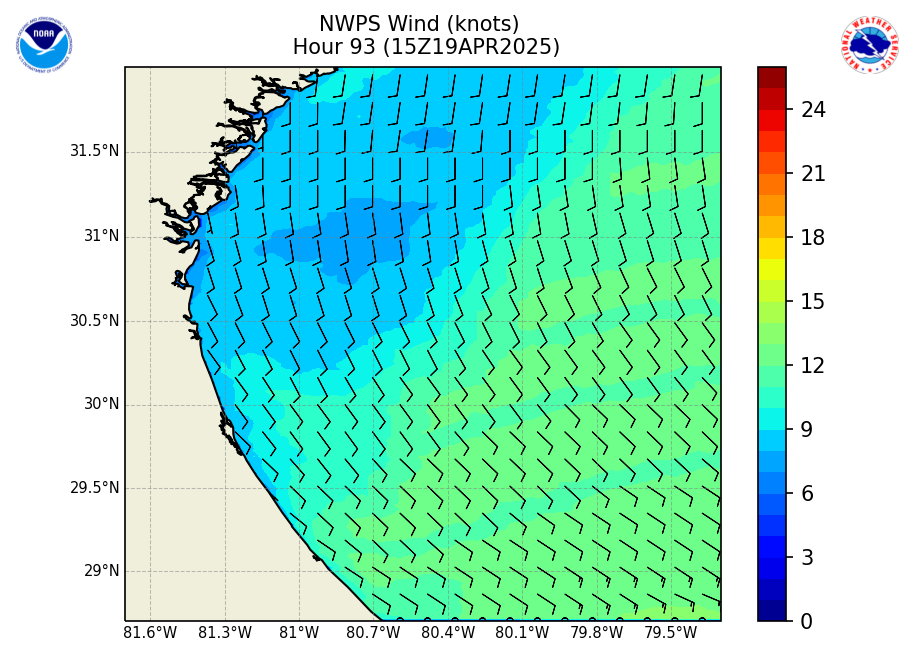 NWPS Wind (knots)
Hour 93 (15Z19APR2025)
NOAA
NATIONAL WEATHER SERVICE
31.5°N
31°N
30.5°N
30°N
29.5°N
29°N
81.6°W 81.3°W 81°W 80.7°W 80.4°W 80.1°W 79.8°W 79.5°W
24
21
18
15
12
9
6
3
0